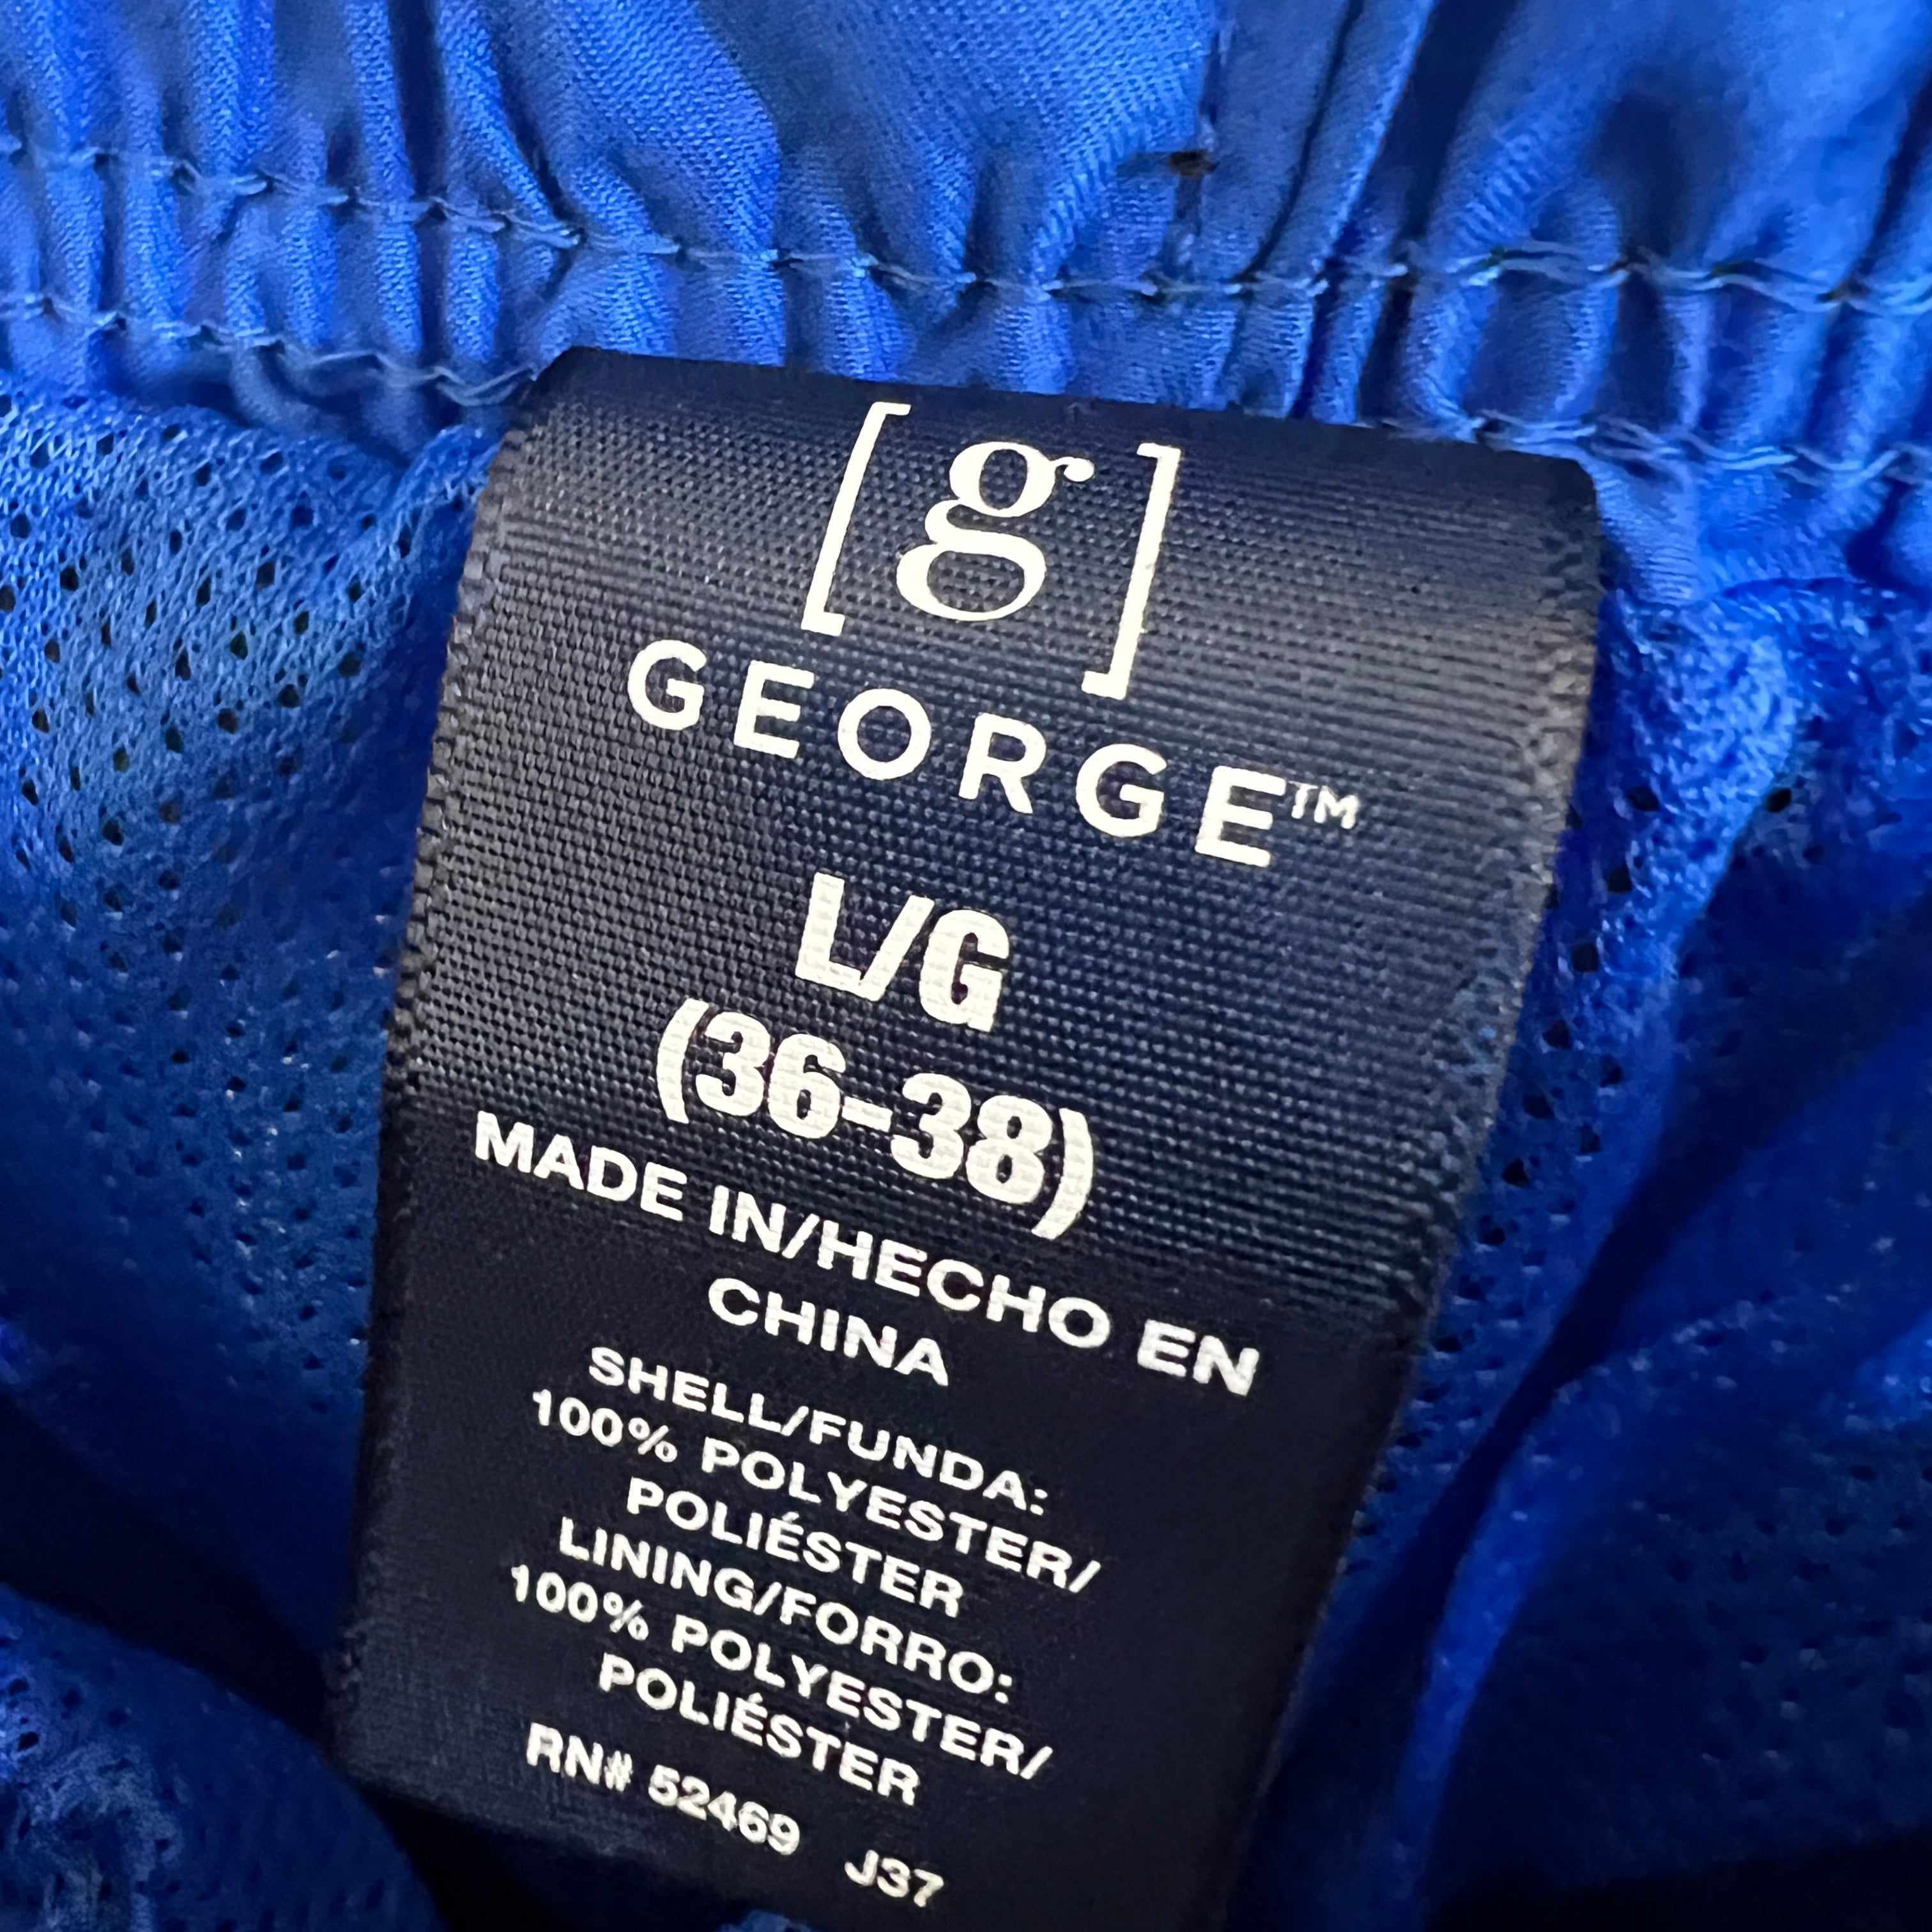 [g]
GEORGE™
L/G
(36-38)
MADE IN/HECHO EN
CHINA
SHELL/FUNDA:
100% POLYESTER/
POLIÉSTER
LINING/FORRO:
100% POLYESTER/
POLIÉSTER
RN# 52469 J37